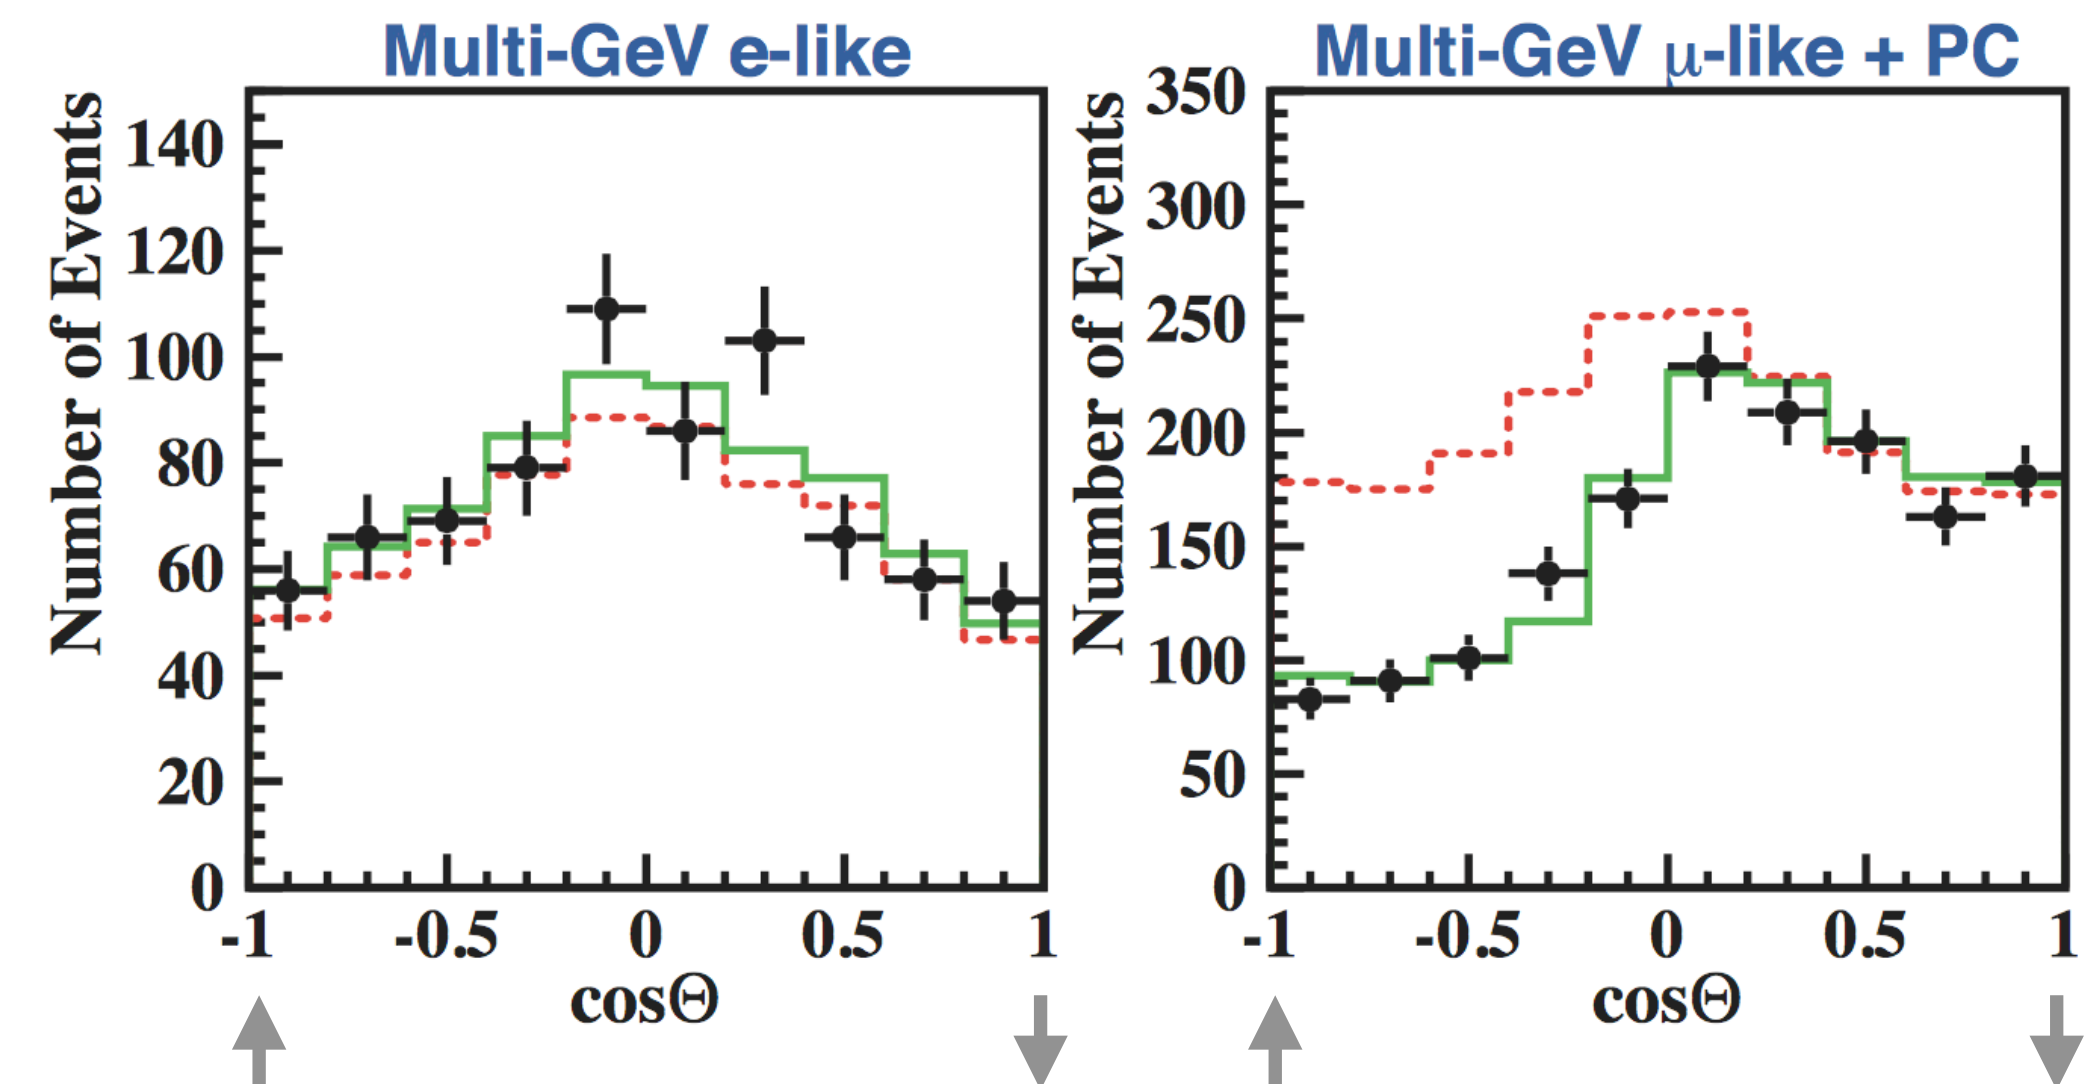 Multi-GeV e-like
Number of Events
140
120
100
80
60
40
20
0
-1 -0.5 0 0.5 1
cosΘ
Multi-GeV μ-like + PC
Number of Events
350
300
250
200
150
100
50
0
-1 -0.5 0 0.5 1
cosΘ